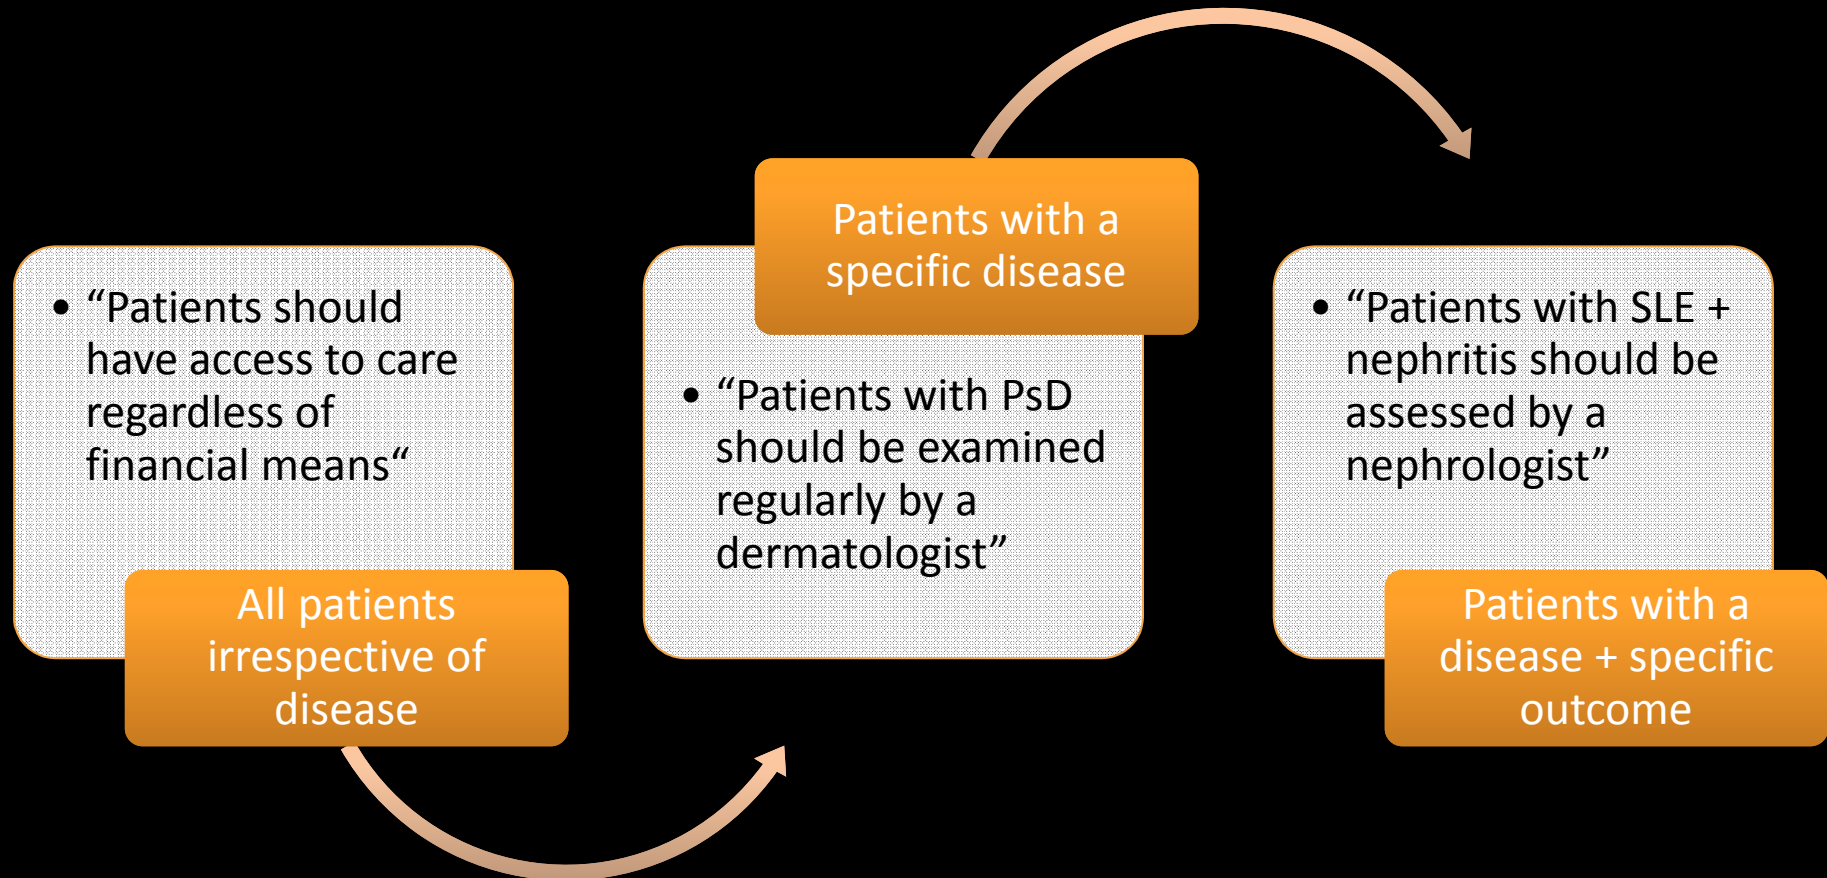 • “Patients should
have access to care
regardless of
financial means“
All patients
irrespective of
disease
Patients with a
specific disease
• “Patients with PsD
should be examined
regularly by a
dermatologist”
• “Patients with SLE +
nephritis should be
assessed by a
nephrologist”
Patients with a
disease + specific
outcome